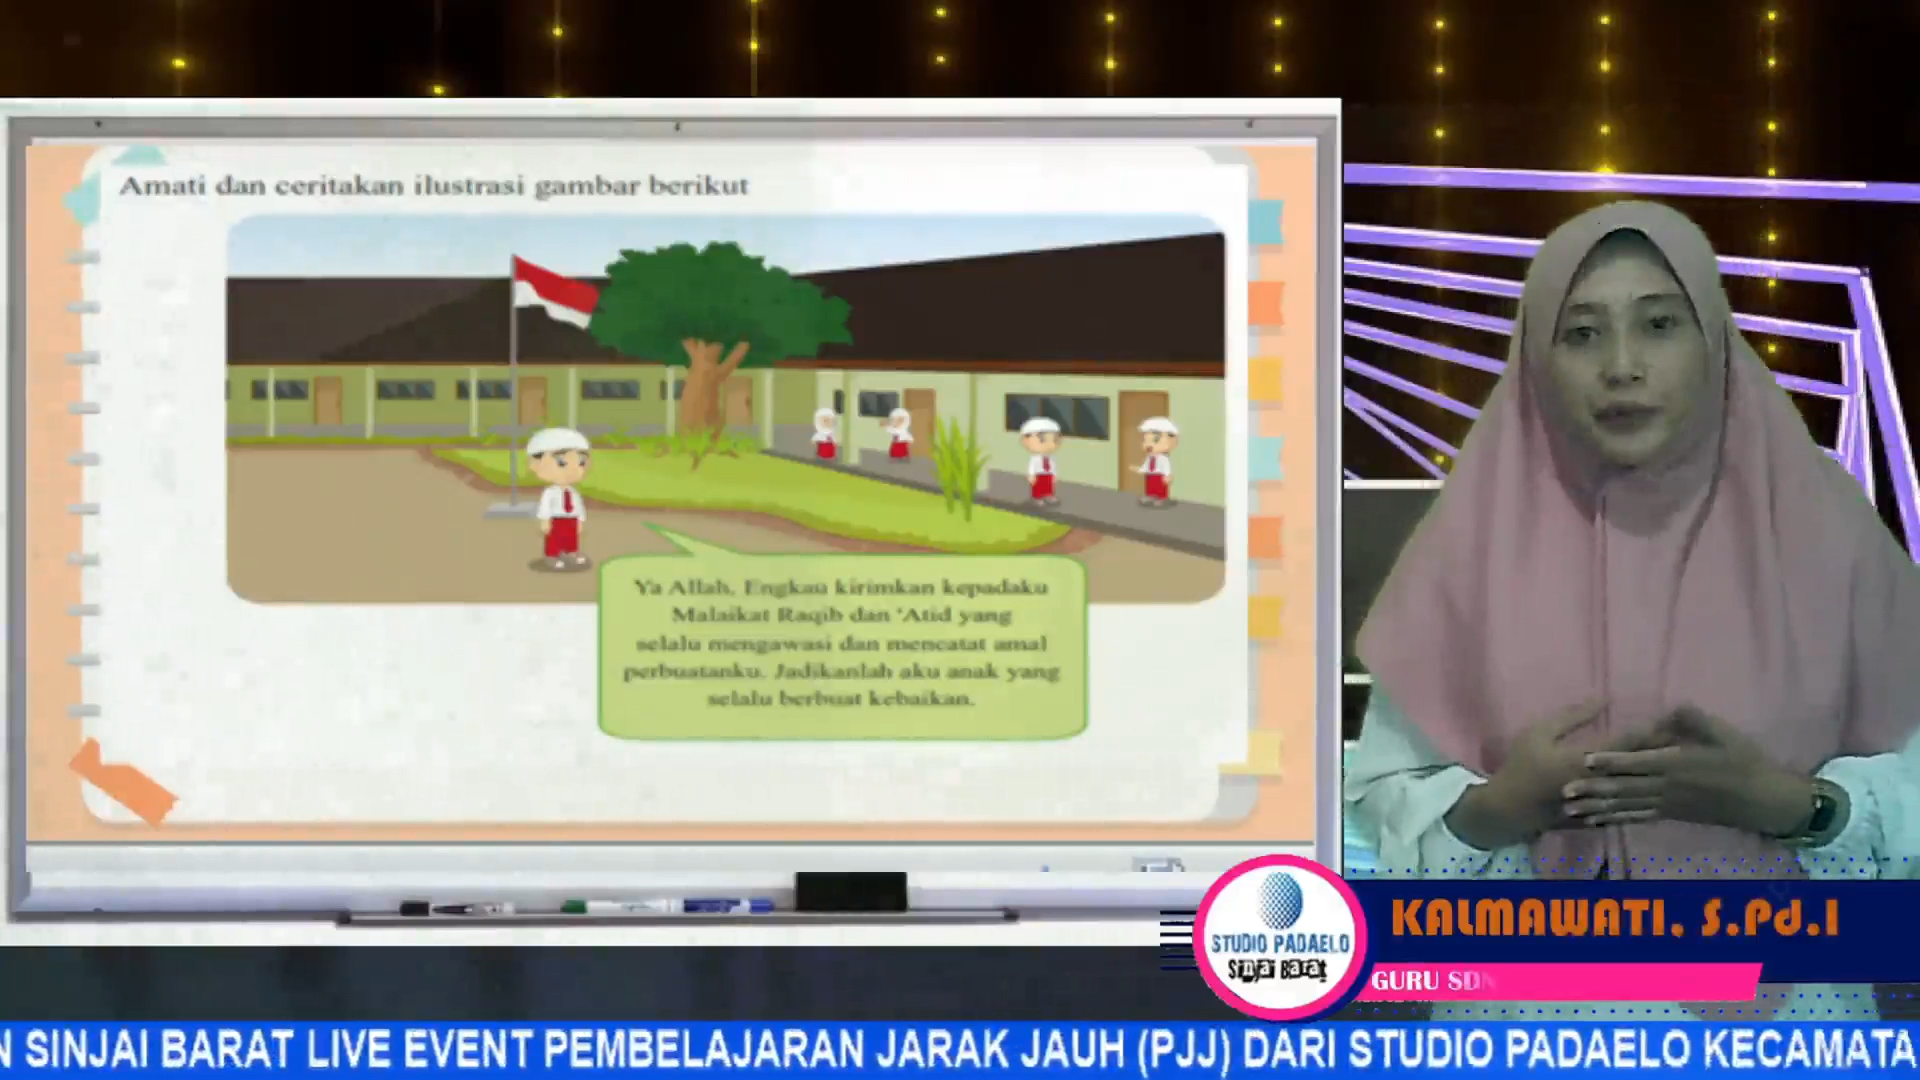 Amati dan ceritakan ilustrasi gambar berikut
Ya Allah, Engkau kirimkan kepadaku
Malaikat Raqib dan 'Atid yang
selalu mengawasi dan mencatat amal
perbuatanku. Jadikanlah aku anak yang
selalu berbuat kebaikan.
STUDIO PADAELO
Sinjai Barat
KALMAWATI, S.Pd.I
GURU SDN
N SINJAI BARAT LIVE EVENT PEMBELAJARAN JARAK JAUH (PJJ) DARI STUDIO PADAELO KECAMATA